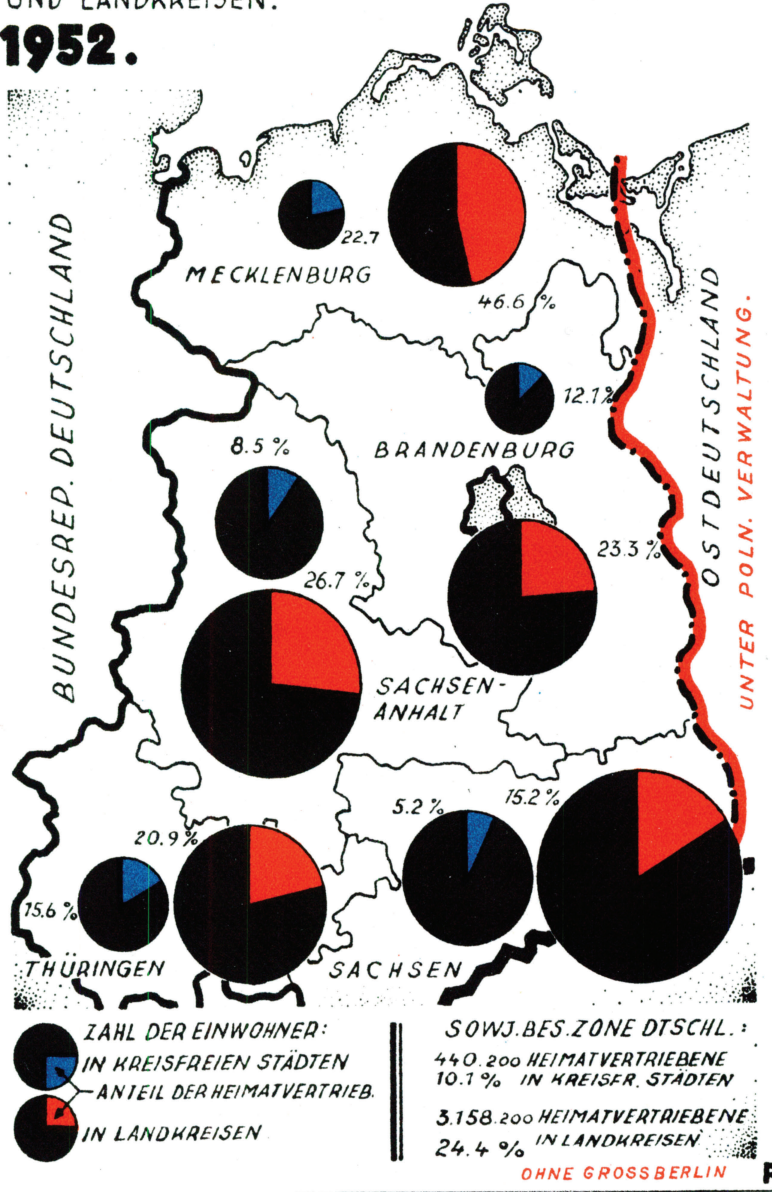 UND LANDKREISEN.
1952.
BUNDESREP. DEUTSCHLAND
22.7
MECKLENBURG
46.6 %
12.1%
BRANDENBURG
8.5 %
23.3 %
26.7 %
SACHSEN-
ANHALT
OSTDEUTSCHLAND
UNTER POLN. VERWALTUNG.
20.9%
15.6 %
THÜRINGEN
5.2 %
15.2 %
SACHSEN
ZAHL DER EINWOHNER:
IN KREISFREIEN STÄDTEN
ANTEIL DER HEIMATVERTRIEB.
IN LANDKREISEN
SOWJ.BES.ZONE DTSCHL.:
440.200 HEIMATVERTRIEBENE
10.1 % IN KREISFR. STÄDTEN
3.158.200 HEIMATVERTRIEBENE
24.4 % IN LANDKREISEN
OHNE GROSSBERLIN